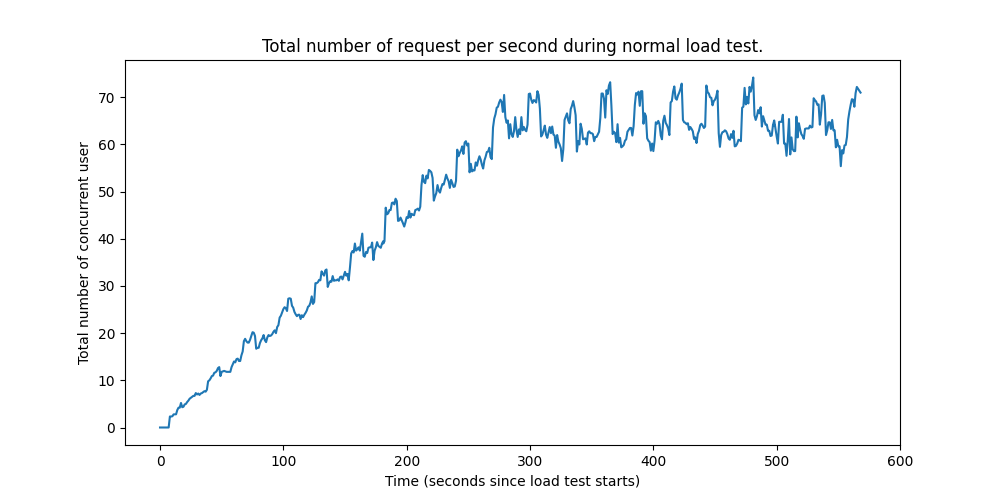 Total number of request per second during normal load test.
Total number of concurrent user
70
60
50
40
30
20
10
0
0 100 200 300 400 500 600
Time (seconds since load test starts)